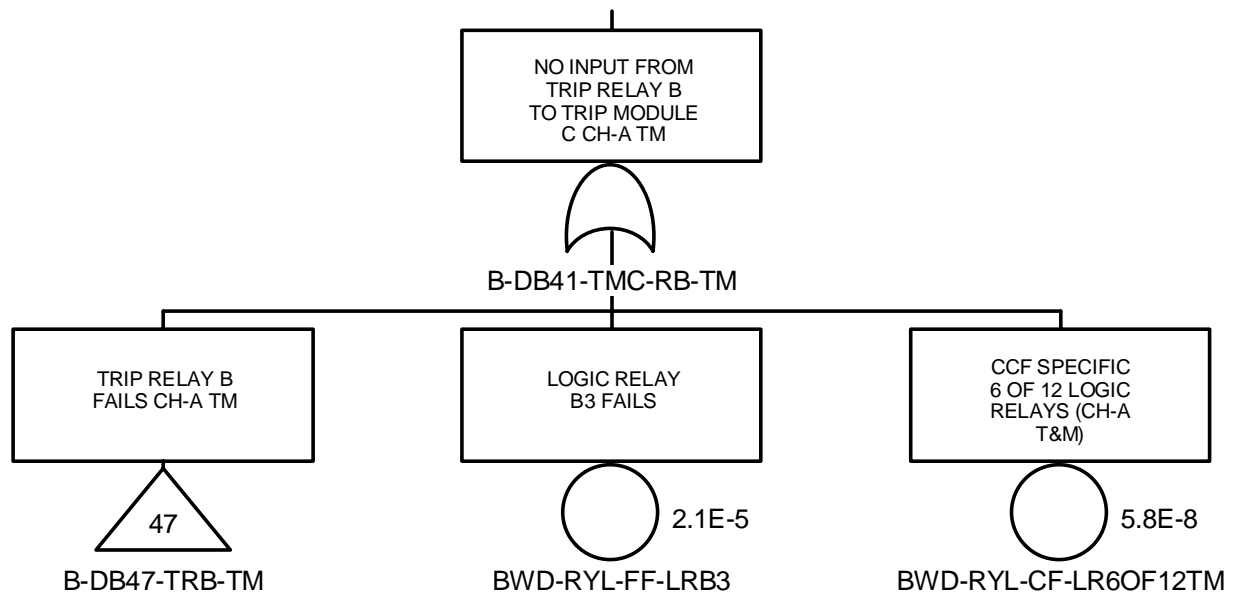 NO INPUT FROM
TRIP RELAY B
TO TRIP MODULE
C CH-A TM
B-DB41-TMC-RB-TM
TRIP RELAY B
FAILS CH-A TM
47
B-DB47-TRB-TM
LOGIC RELAY
B3 FAILS
2.1E-5
BWD-RYL-FF-LRB3
CCF SPECIFIC
6 OF 12 LOGIC
RELAYS (CH-A
T&M)
5.8E-8
BWD-RYL-CF-LR6OF12TM